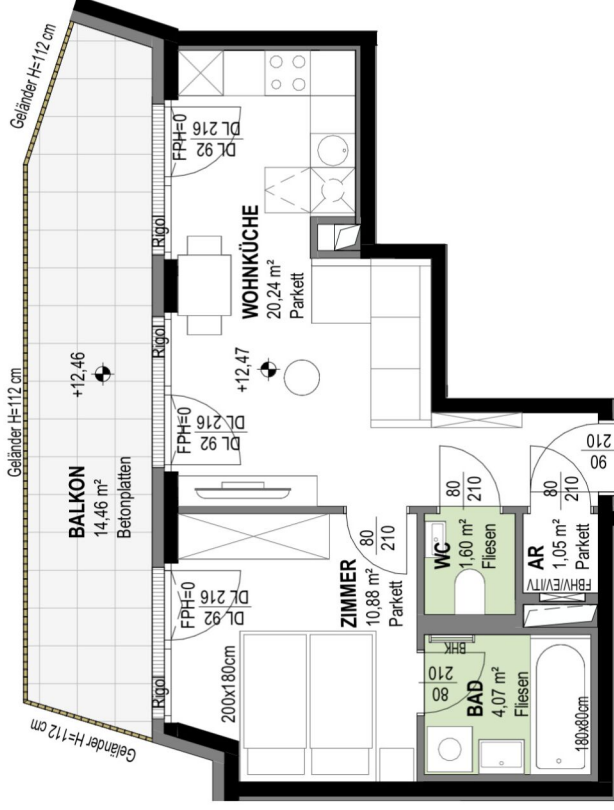 Geländer H=112 cm
Geländer H=112 cm
Geländer H=112 cm
BALKON
14,46 m²
Betonplatten
+12,46
Rigol
Rigol
Rigol
FPH=0
DL 92
DL 216
FPH=0
DL 92
DL 216
FPH=0
DL 92
DL 216
WOHNKÜCHE
20,24 m²
Parkett
+12,47
ZIMMER
10,88 m²
Parkett
200x180cm
80
210
WC
1,60 m²
Fliesen
80
210
AR
1,05 m²
Parkett
FBHV/EV/ITV
80
210
90
210
BAD
4,07 m²
Fliesen
BHK
80
210
180x80cm